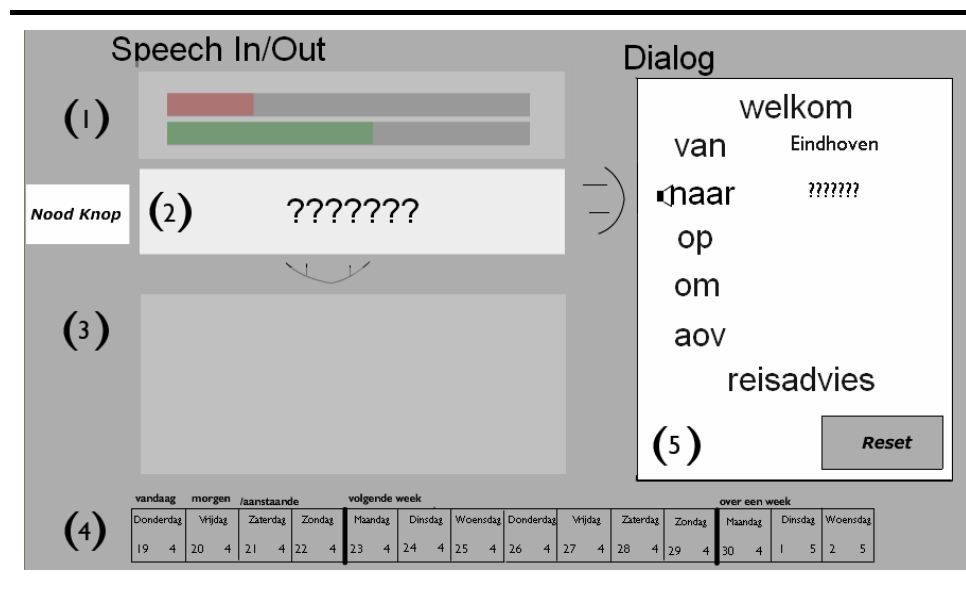 Speech In/Out
Dialog
(1)
Nood Knop
(2)
???????
(3)
welkom
van Eindhoven
naar ???????
op
om
aov
reisadvies
(5)
Reset
vandaag morgen /aanstaande volgende week over een week
(4)
Donderdag Vrijdag Zaterdag Zondag Maandag Dinsdag Woensdag Donderdag Vrijdag Zaterdag Zondag Maandag Dinsdag Woensdag
19 4 20 4 21 4 22 4 23 4 24 4 25 4 26 4 27 4 28 4 29 4 30 4 1 5 2 5